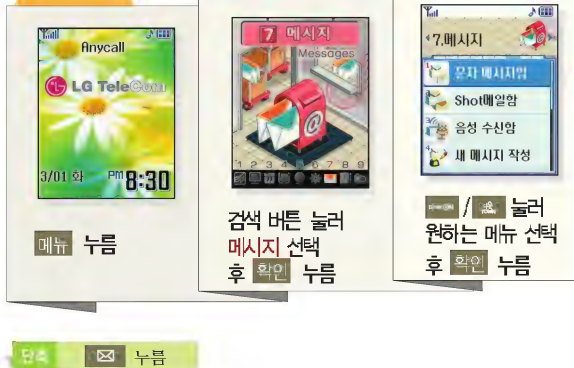 Anycall
LG TeleCom
3/01 화 PM 8:30
메뉴 누름
7 메시지
Messages
1 2 3 4 5 6 7 8 9
검색 버튼 눌러
메시지 선택
후 확인 누름
7.메시지
1 문자 메시지함
2 Shot메일함
3 음성 수신함
4 새 메시지 작성
/ 눌러
원하는 메뉴 선택
후 확인 누름
단축 누름